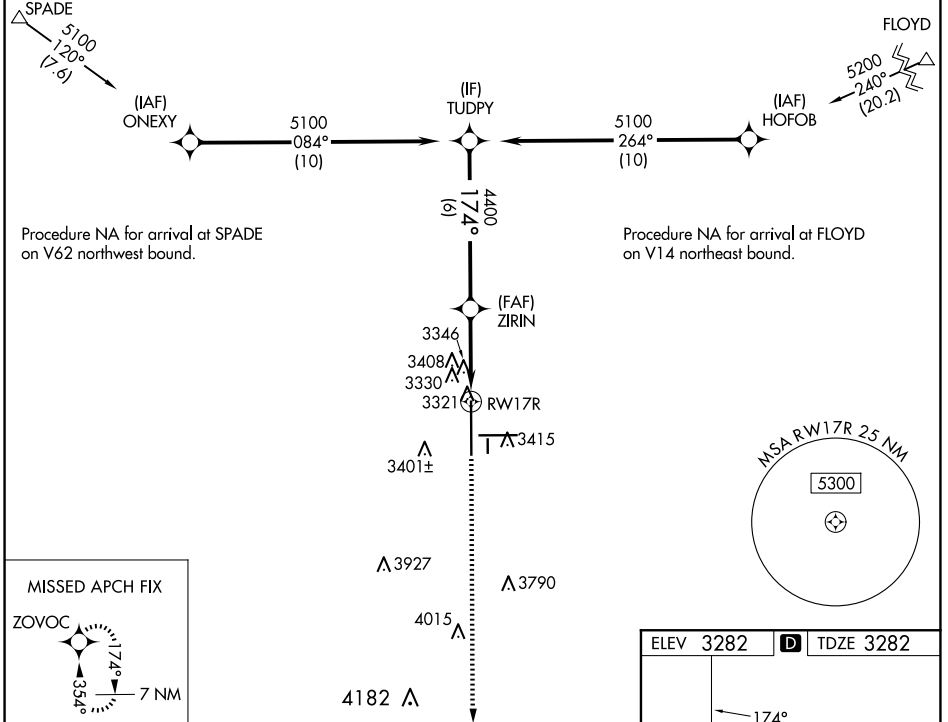 SPADE
5100
120°
(7.6)
(IAF)
ONEXY
5100
084°
(10)
(IF)
TUDPY
5100
264°
(10)
FLOYD
5200
240°
(20.2)
(IAF)
HOFOB
4400
174°
(6)
Procedure NA for arrival at SPADE
on V62 northwest bound.
Procedure NA for arrival at FLOYD
on V14 northeast bound.
(FAF)
ZIRIN
3346
3408
3330
3321
RW17R
3415
3401±
MSA RW17R 25 NM
5300
3927
3790
4015
4182
MISSED APCH FIX
ZOVOC
174°
354°
7 NM
ELEV 3282 D TDZE 3282
174°